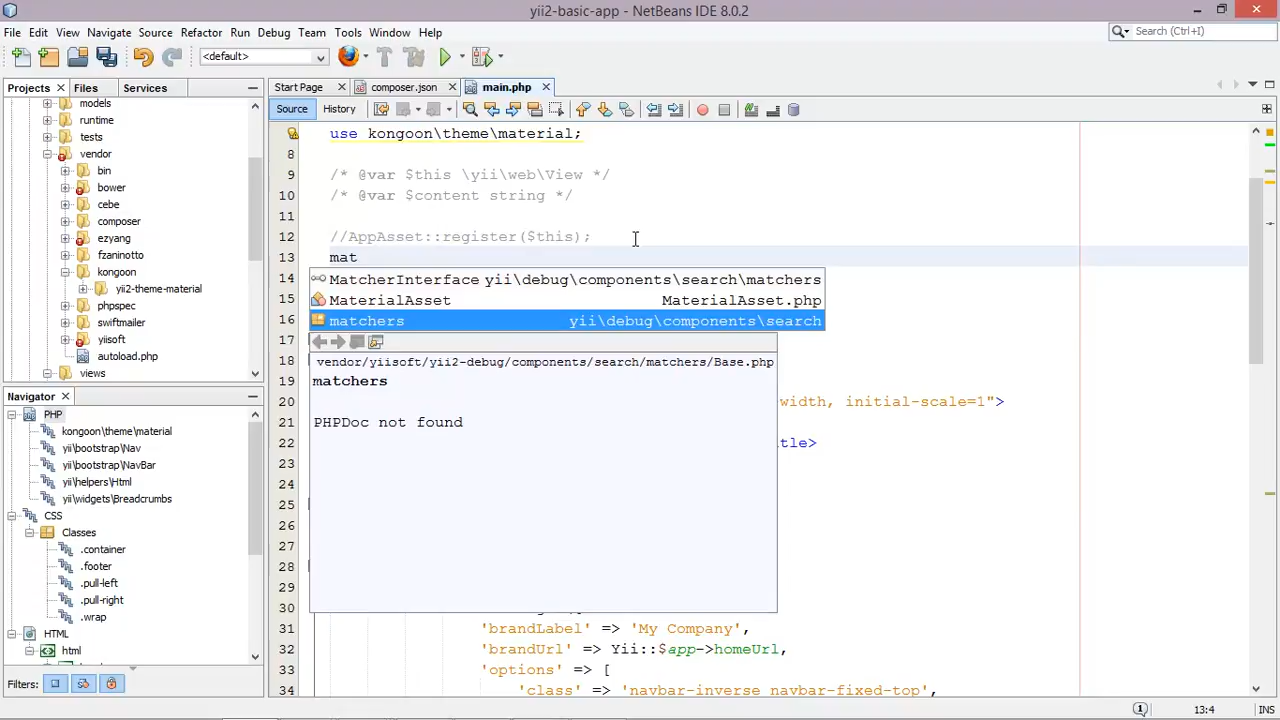 yii2-basic-app - NetBeans IDE 8.0.2
File Edit View Navigate Source Refactor Run Debug Team Tools Window Help
Search (Ctrl+I)
<default>
Projects Files Services
Start Page composer.json main.php
Source History
models
runtime
tests
vendor
bin
bower
cebe
composer
ezyang
fzaninotto
kongoon
yii2-theme-material
phpspec
swiftmailer
yiisoft
autoload.php
views
Navigator
PHP
kongoon\theme\material
yii\bootstrap\Nav
yii\bootstrap\NavBar
yii\helpers\Html
yii\widgets\Breadcrumbs
CSS
Classes
.container
.footer
.pull-left
.pull-right
.wrap
HTML
html
Filters:
use kongoon\theme\material;
8
9 /* @var $this \yii\web\View */
10 /* @var $content string */
11
12 //AppAsset::register($this);
13 mat
14 MatcherInterface yii\debug\components\search\matchers
15 MaterialAsset MaterialAsset.php
16 matchers yii\debug\components\search
17
18 vendor/yiisoft/yii2-debug/components/search/matchers/Base.php
19 matchers
20 width, initial-scale=1">
21 PHPDoc not found
22 tle>
23
24
25
26
27
28
29
30
31 'brandLabel' => 'My Company',
32 'brandUrl' => Yii::$app->homeUrl,
33 'options' => [
34 'class' => 'navbar-inverse navbar-fixed-top',
13:4 INS